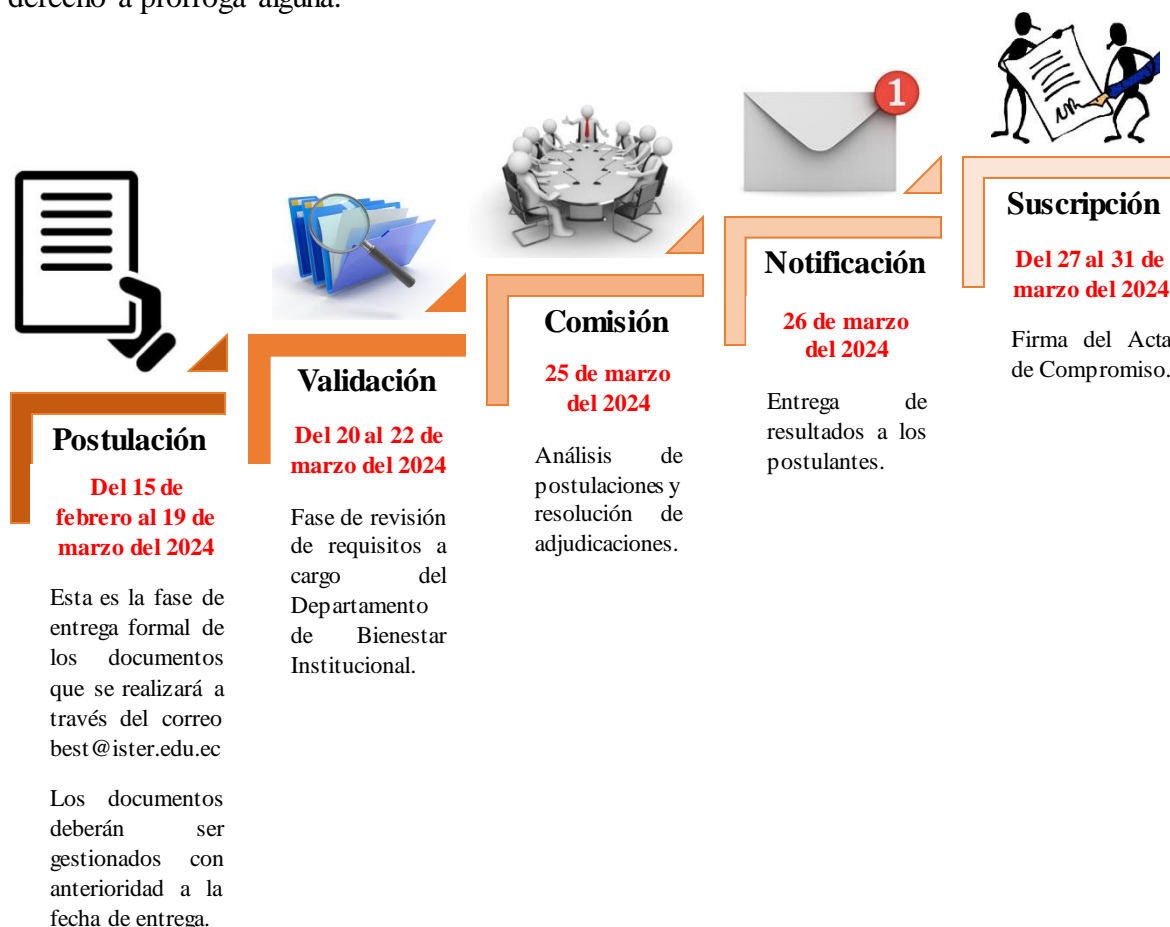 derecho a prórroga alguna.
Postulación
Del 15 de
febrero al 19 de
marzo del 2024
Esta es la fase de
entrega formal de
los documentos
que se realizará a
través del correo
best@ister.edu.ec
Los documentos
deberán ser
gestionados con
anterioridad a la
fecha de entrega.
Validación
Del 20 al 22 de
marzo del 2024
Fase de revisión
de requisitos a
cargo del
Departamento
de Bienestar
Institucional.
Comisión
25 de marzo
del 2024
Análisis de
postulaciones y
resolución de
adjudicaciones.
1
Notificación
26 de marzo
del 2024
Entrega de
resultados a los
postulantes.
Suscripción
Del 27 al 31 de
marzo del 2024
Firma del Acta
de Compromiso.